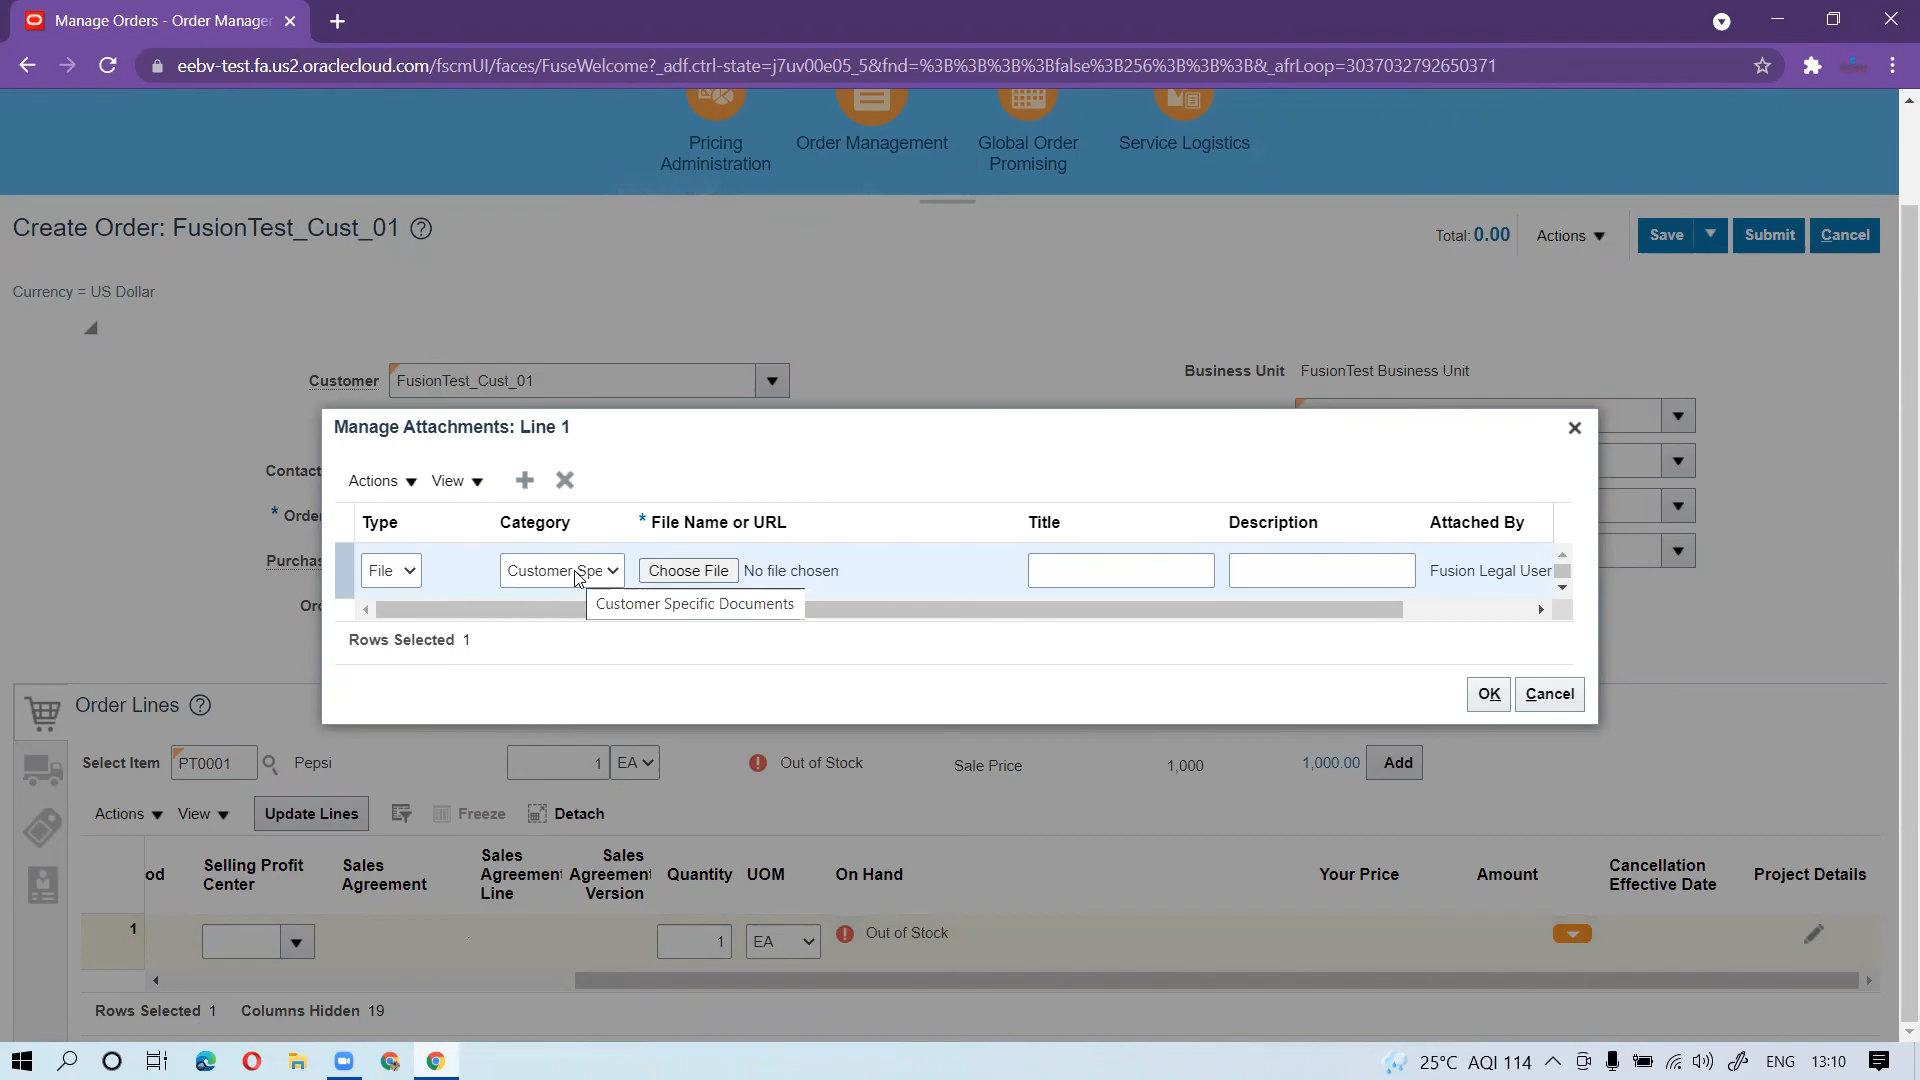 Manage Orders - Order Manage
eebv-test.fa.us2.oraclecloud.com/fscmUI/faces/FuseWelcome?_adf.ctrl-state=j7uv00e05_5&fnd=%3B%3B%3B%3Bfalse%3B256%3B%3B%3B&_afrLoop=3037032792650371
Pricing
Administration
Order Management
Global Order
Promising
Service Logistics
Create Order: FusionTest_Cust_01
Total: 0.00
Actions
Save
Submit
Cancel
Currency = US Dollar
Customer
FusionTest_Cust_01
Business Unit FusionTest Business Unit
Contact
* Order
Purchas
Manage Attachments: Line 1
Actions View
Type Category * File Name or URL Title Description Attached By
File Customer Spe Choose File No file chosen Fusion Legal User
Customer Specific Documents
Rows Selected 1
OK Cancel
Order Lines
Select Item PT0001 Pepsi 1 EA Out of Stock Sale Price 1,000 1,000.00 Add
Actions View Update Lines Freeze Detach
od
Selling Profit
Center
Sales
Agreement
Sales
Agreement
Line
Sales
Agreement
Version
Quantity UOM On Hand Your Price Amount
Cancellation
Effective Date
Project Details
1 1 EA Out of Stock
Rows Selected 1 Columns Hidden 19
25°C AQI 114 ENG 13:10